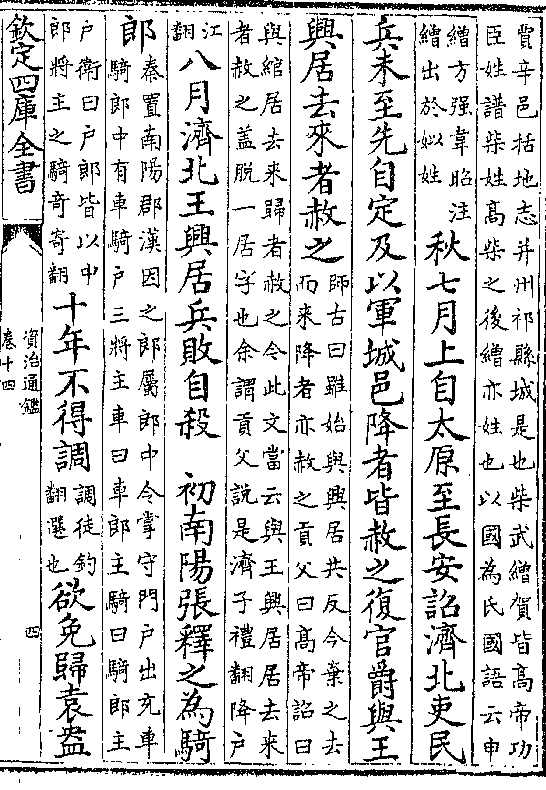 賈辛邑括地志并州祁縣城是也柴武繒賀皆高帝功
臣姓譜柴姓高柴之後繒亦姓也以國為氏國語云申
繒方强韋昭注
繒出於姒姓
秋七月上自太原至長安詔濟北吏民
兵未至先自定及以軍城邑降者皆赦之復官爵與王
興居去來者赦之
師古曰雖始與興居共反今棄之去
而來降者亦赦之貢父曰髙帝詔曰
與綰居去來歸者赦之令此文當云與王興居居去來
者赦之盖脱一居字也余謂貢父說是濟子禮翻降户
江
翻
八月濟北王興居兵敗自殺 初南陽張釋之為騎
郎
秦置南陽郡漢因之郎屬郎中令掌守門户出充車
騎郎中有車騎户三將主車曰車郎主騎曰騎郎主
户衛曰户郎皆以中
郎將主之騎竒寄翻
十年不得調
調徒釣
翻選也
欲免歸袁盎
欽定四庫全書
資治通鑑
卷十四
四